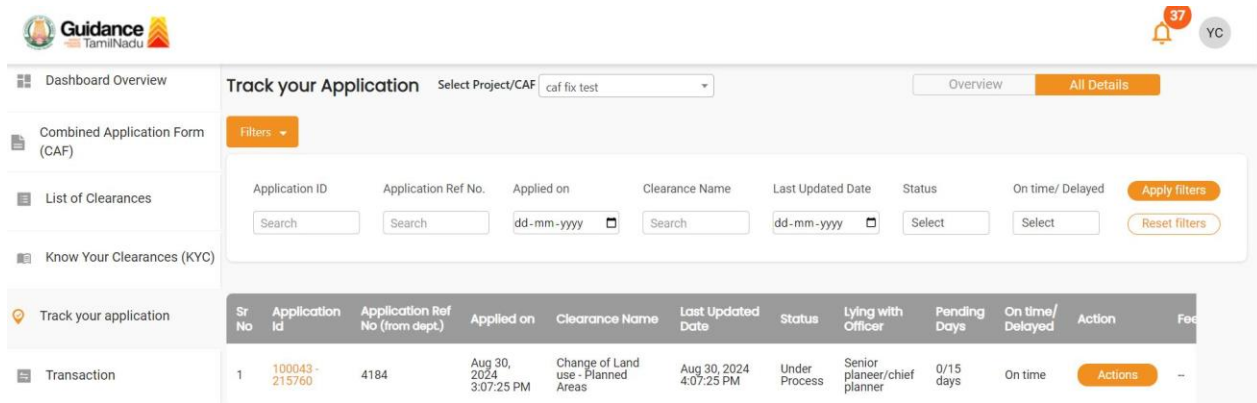 37
Guidance
TamilNadu
YC
Dashboard Overview
Track your Application Select Project/CAF caf fix test Overview All Details
Combined Application Form
(CAF)
Filters
List of Clearances
Application ID Application Ref No. Applied on Clearance Name Last Updated Date Status On time/ Delayed Apply filters
Search Search dd-mm-yyyy Search dd-mm-yyyy Select Select Reset filters
Know Your Clearances (KYC)
Track your application
Sr No Application Id Application Ref No (from dept.) Applied on Clearance Name Last Updated Date Status Lying with Officer Pending Days On time/ Delayed Action Fee
1 100043 - 215760 4184 Aug 30, 2024 3:07:25 PM Change of Land use - Planned Areas Aug 30, 2024 4:07:25 PM Under Process Senior planeer/chief planner 0/15 days On time Actions --
Transaction